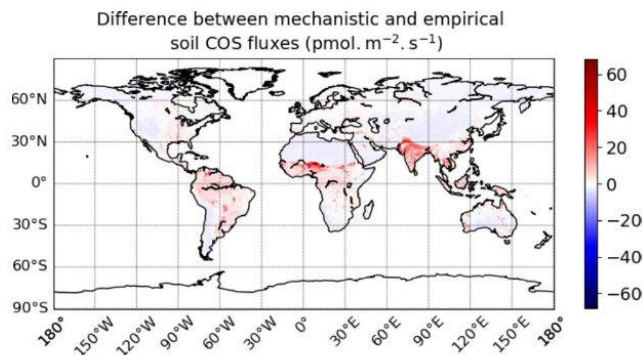 Difference between mechanistic and empirical
soil COS fluxes (pmol. m⁻². s⁻¹)
60°N
30°N
0°
30°S
60°S
90°S
180°
150°W
120°W
90°W
60°W
30°W
0°
30°E
60°E
90°E
120°E
150°E
180°
60
40
20
0
−20
−40
−60